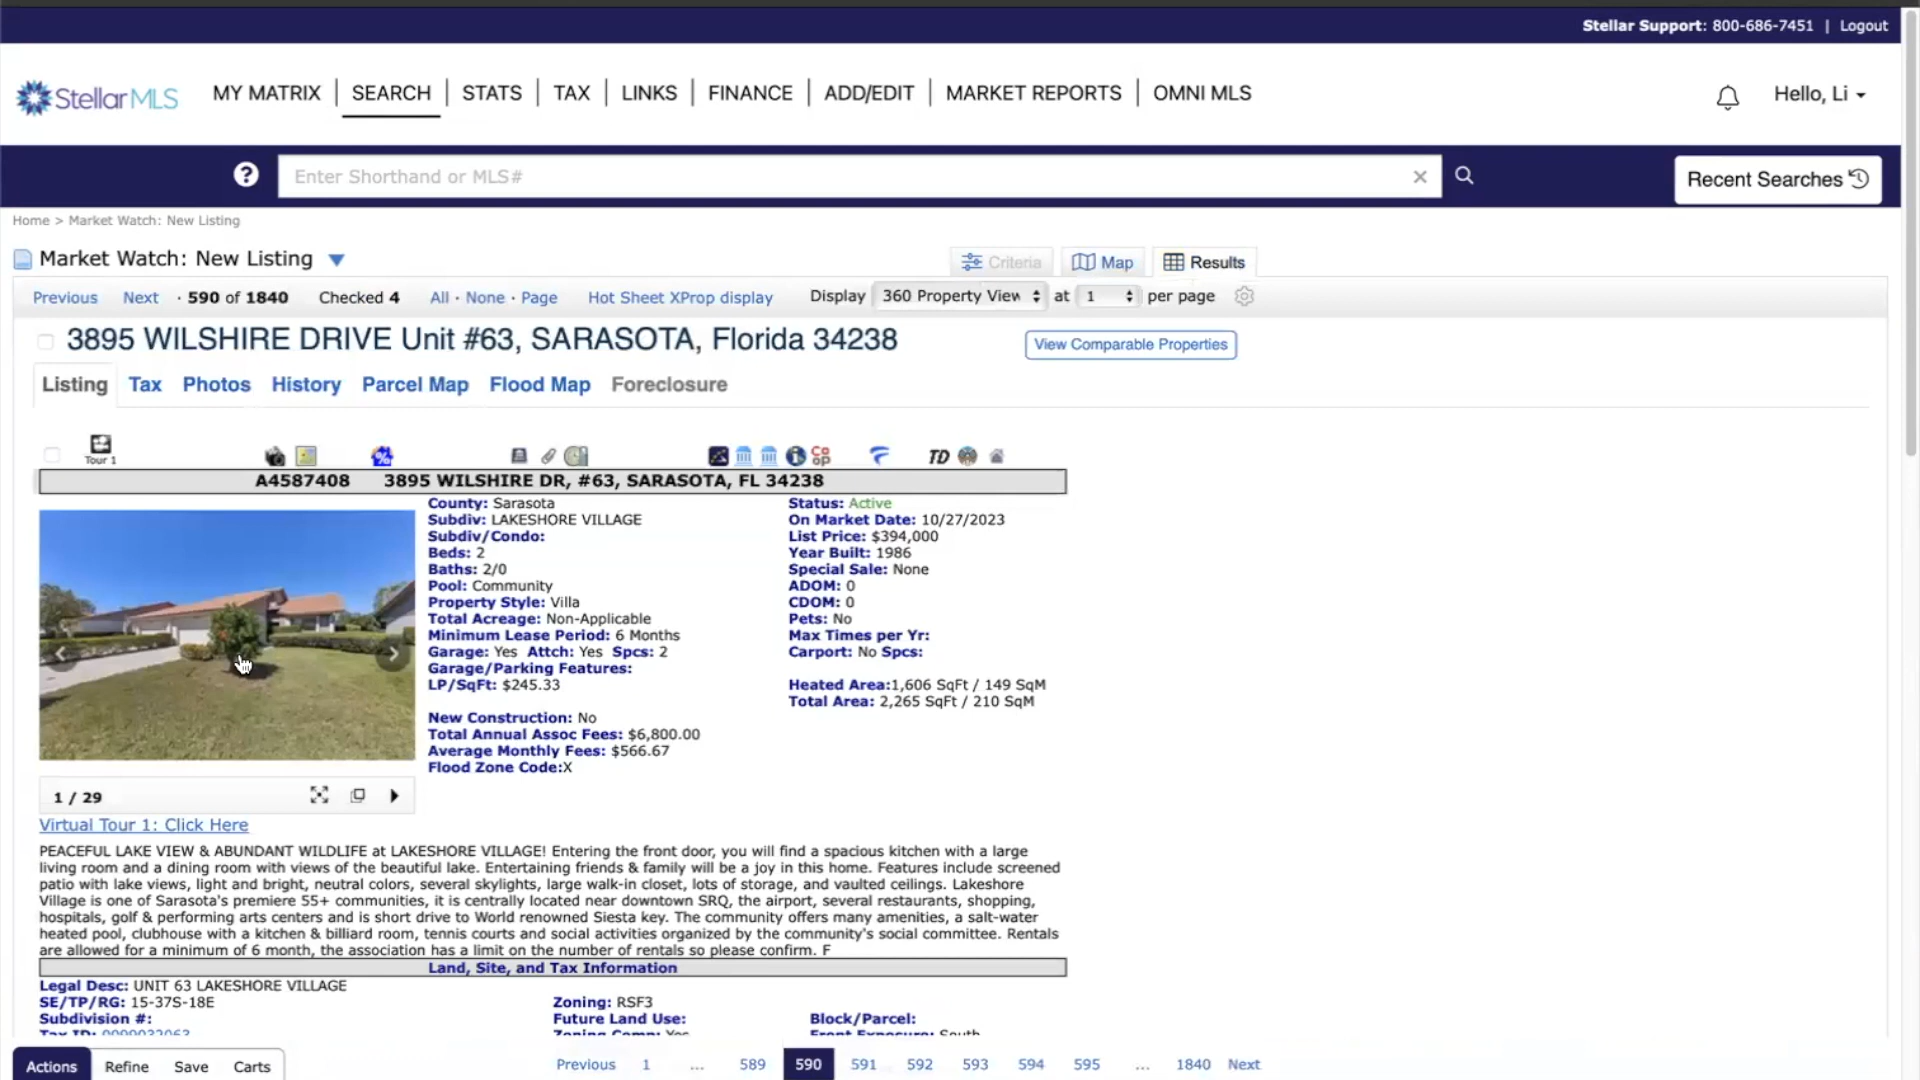 Stellar Support: 800-686-7451 | Logout
StellarMLS
MY MATRIX | SEARCH | STATS | TAX | LINKS | FINANCE | ADD/EDIT | MARKET REPORTS | OMNI MLS
Hello, Li
? Enter Shorthand or MLS# ×
Recent Searches
Home > Market Watch: New Listing
Market Watch: New Listing
Criteria Map Results
Previous Next · 590 of 1840 Checked 4 All · None · Page Hot Sheet XProp display Display 360 Property View at 1 per page
3895 WILSHIRE DRIVE Unit #63, SARASOTA, Florida 34238
View Comparable Properties
Listing Tax Photos History Parcel Map Flood Map Foreclosure
Tour 1
% CO OP TD
A4587408 3895 WILSHIRE DR, #63, SARASOTA, FL 34238
County: Sarasota Status: Active
Subdiv: LAKESHORE VILLAGE On Market Date: 10/27/2023
Subdiv/Condo: List Price: $394,000
Beds: 2 Year Built: 1986
Baths: 2/0 Special Sale: None
Pool: Community ADOM: 0
Property Style: Villa CDOM: 0
Total Acreage: Non-Applicable Pets: No
Minimum Lease Period: 6 Months Max Times per Yr:
Garage: Yes Attch: Yes Spcs: 2 Carport: No Spcs:
Garage/Parking Features:
LP/SqFt: $245.33 Heated Area:1,606 SqFt / 149 SqM
Total Area: 2,265 SqFt / 210 SqM
New Construction: No
Total Annual Assoc Fees: $6,800.00
Average Monthly Fees: $566.67
Flood Zone Code:X
1 / 29
Virtual Tour 1: Click Here
PEACEFUL LAKE VIEW & ABUNDANT WILDLIFE at LAKESHORE VILLAGE! Entering the front door, you will find a spacious kitchen with a large
living room and a dining room with views of the beautiful lake. Entertaining friends & family will be a joy in this home. Features include screened
patio with lake views, light and bright, neutral colors, several skylights, large walk-in closet, lots of storage, and vaulted ceilings. Lakeshore
Village is one of Sarasota's premiere 55+ communities, it is centrally located near downtown SRQ, the airport, several restaurants, shopping,
hospitals, golf & performing arts centers and is short drive to World renowned Siesta key. The community offers many amenities, a salt-water
heated pool, clubhouse with a kitchen & billiard room, tennis courts and social activities organized by the community's social committee. Rentals
are allowed for a minimum of 6 month, the association has a limit on the number of rentals so please confirm. F
Land, Site, and Tax Information
Legal Desc: UNIT 63 LAKESHORE VILLAGE
SE/TP/RG: 15-37S-18E Zoning: RSF3
Subdivision #: Future Land Use: Block/Parcel:
Tax ID: 0099032063 Zoning Comp: Yes Front Exposure: South
Actions Refine Save Carts
Previous 1 ... 589 590 591 592 593 594 595 ... 1840 Next